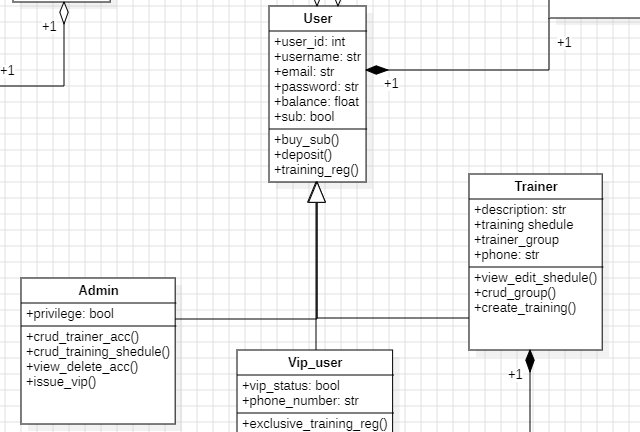 +1
+1
User
+user_id: int
+username: str
+email: str
+password: str
+balance: float
+sub: bool
+buy_sub()
+deposit()
+training_reg()
+1
+1
Trainer
+description: str
+training shedule
+trainer_group
+phone: str
+view_edit_shedule()
+crud_group()
+create_training()
+1
Admin
+privilege: bool
+crud_trainer_acc()
+crud_training_shedule()
+view_delete_acc()
+issue_vip()
Vip_user
+vip_status: bool
+phone_number: str
+exclusive_training_reg()